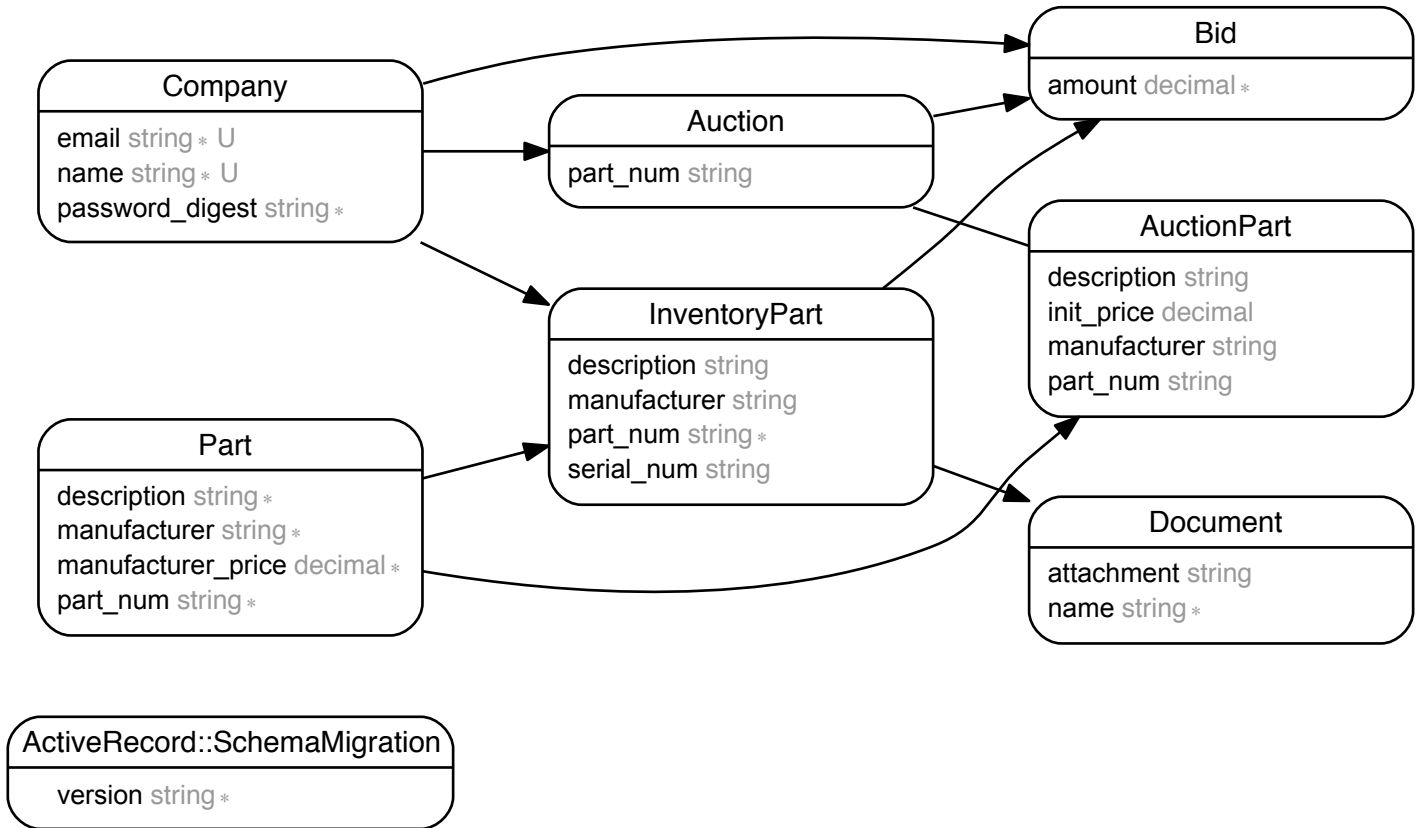 Company
email string * U
name string * U
password_digest string *
Auction
part_num string
Bid
amount decimal *
AuctionPart
description string
init_price decimal
manufacturer string
part_num string
InventoryPart
description string
manufacturer string
part_num string *
serial_num string
Part
description string *
manufacturer string *
manufacturer_price decimal *
part_num string *
Document
attachment string
name string *
ActiveRecord::SchemaMigration
version string *